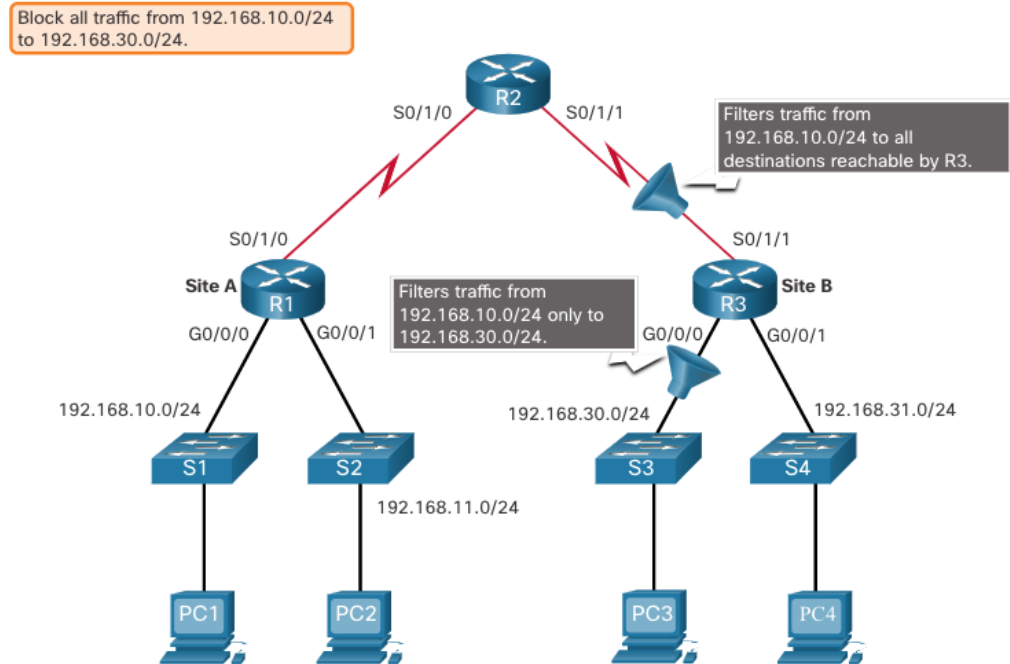 Block all traffic from 192.168.10.0/24
to 192.168.30.0/24.
R2
S0/1/0
S0/1/1
Filters traffic from
192.168.10.0/24 to all
destinations reachable by R3.
S0/1/0
S0/1/1
Site A
R1
Filters traffic from
192.168.10.0/24 only to
192.168.30.0/24.
R3
Site B
G0/0/0
G0/0/1
G0/0/0
G0/0/1
192.168.10.0/24
192.168.30.0/24
192.168.31.0/24
S1
S2
S3
S4
192.168.11.0/24
PC1
PC2
PC3
PC4